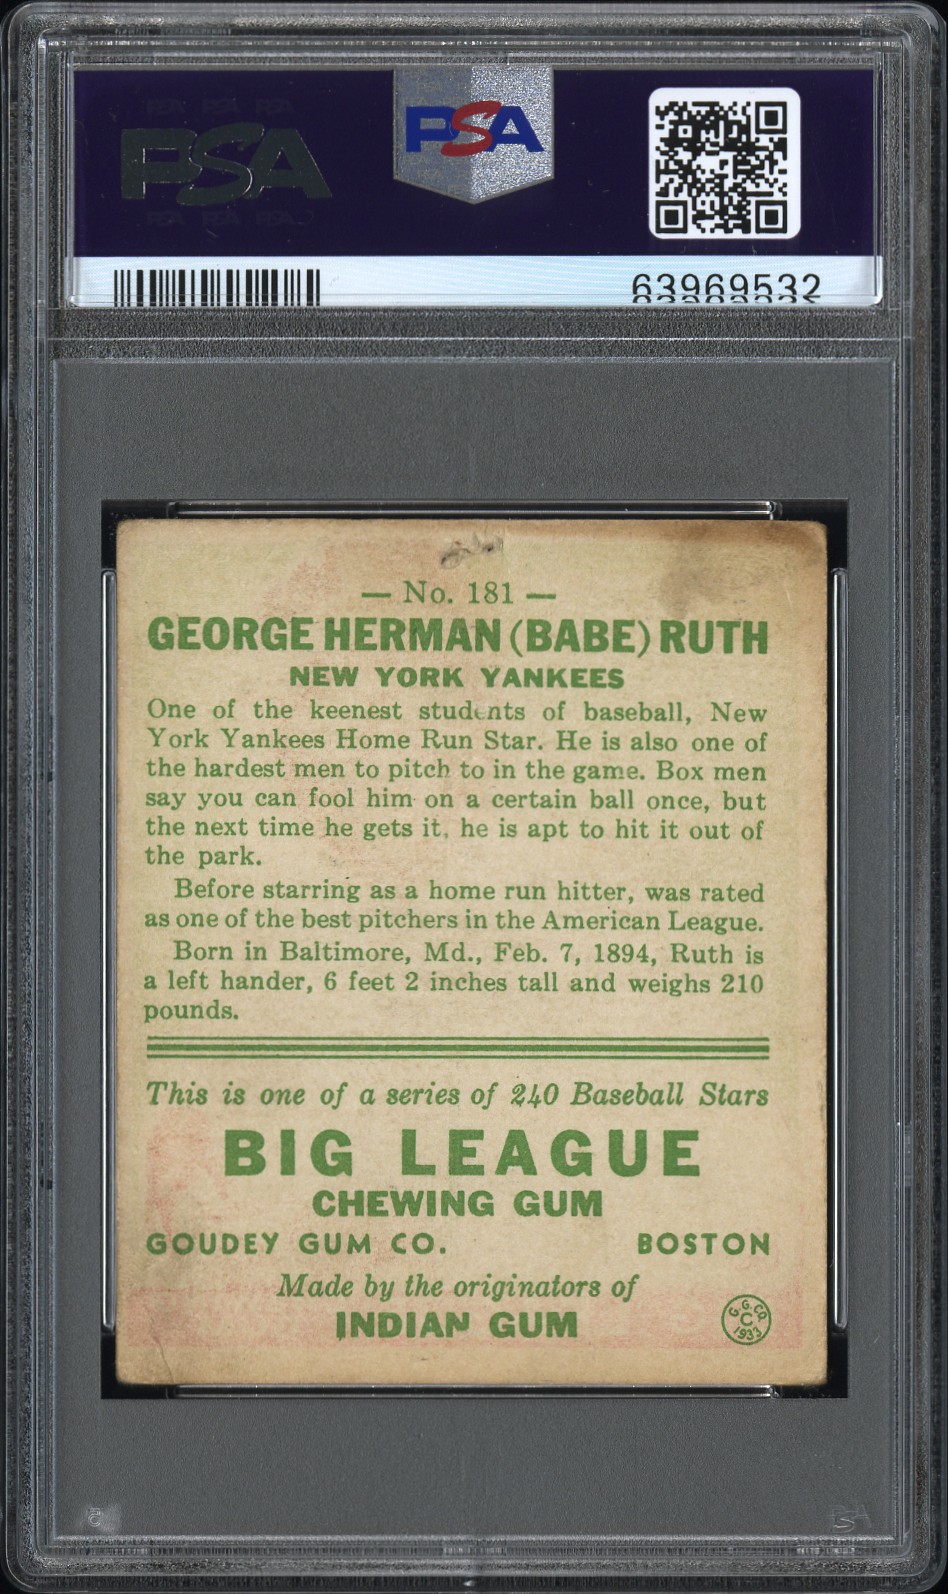 PSA
PSA
63969532
— No. 181 —
GEORGE HERMAN (BABE) RUTH
NEW YORK YANKEES
One of the keenest students of baseball, New
York Yankees Home Run Star. He is also one of
the hardest men to pitch to in the game. Box men
say you can fool him on a certain ball once, but
the next time he gets it, he is apt to hit it out of
the park.
Before starring as a home run hitter, was rated
as one of the best pitchers in the American League.
Born in Baltimore, Md., Feb. 7, 1894, Ruth is
a left hander, 6 feet 2 inches tall and weighs 210
pounds.
This is one of a series of 240 Baseball Stars
BIG LEAGUE
CHEWING GUM
GOUDEY GUM CO. BOSTON
Made by the originators of
INDIAN GUM
G. G. CO.
C
1933
PSA